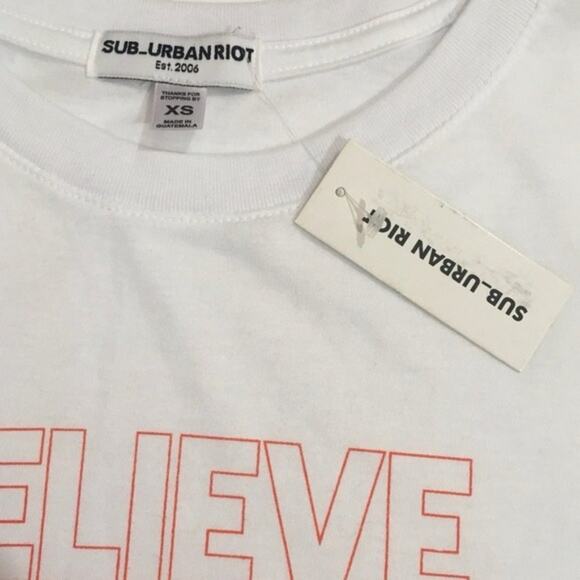 SUB_URBAN RIOT
Est. 2006
THANKS FOR
STOPPING BY
XS
MADE IN
GUATEMALA
SUB_URBAN RIOT
ELIEVE